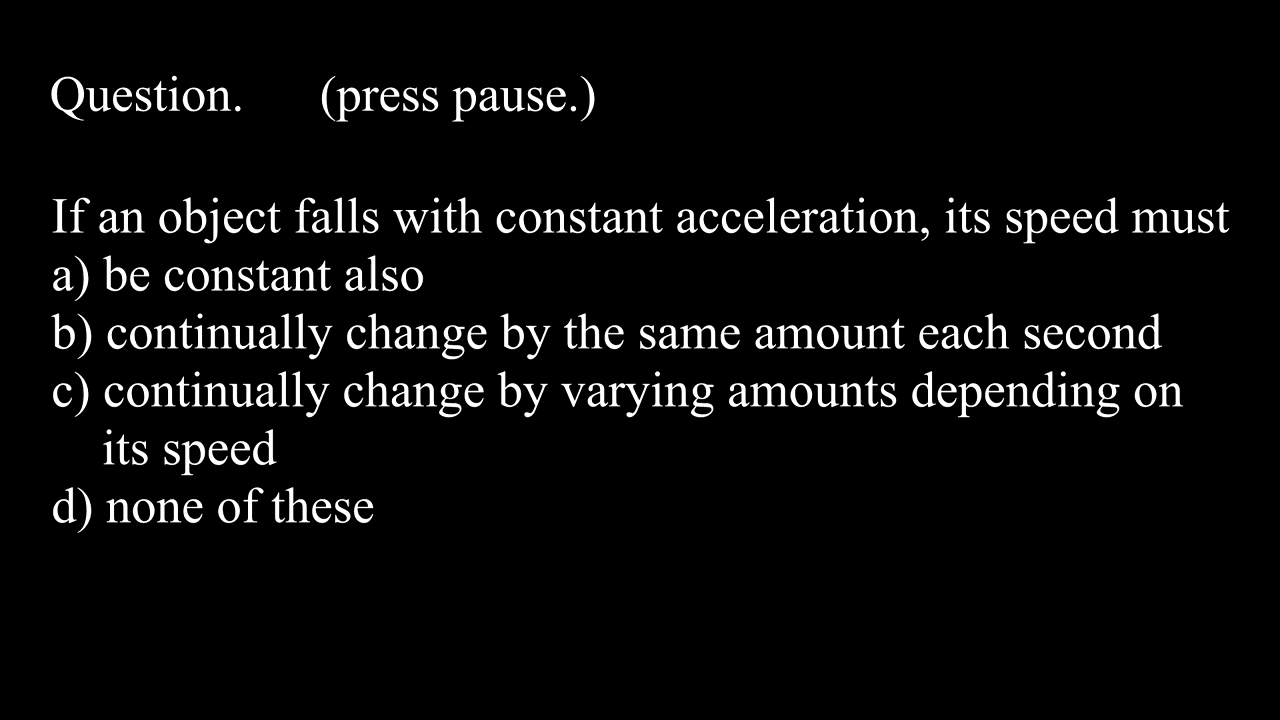 Question. (press pause.)
If an object falls with constant acceleration, its speed must
a) be constant also
b) continually change by the same amount each second
c) continually change by varying amounts depending on
its speed
d) none of these